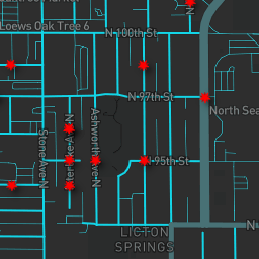 Loews Oak Tree 6
N 100th St
N 97th St
North Sea
Stone Ave N
Ashworth Ave N
N 95th St
LICTON
SPRINGS
N